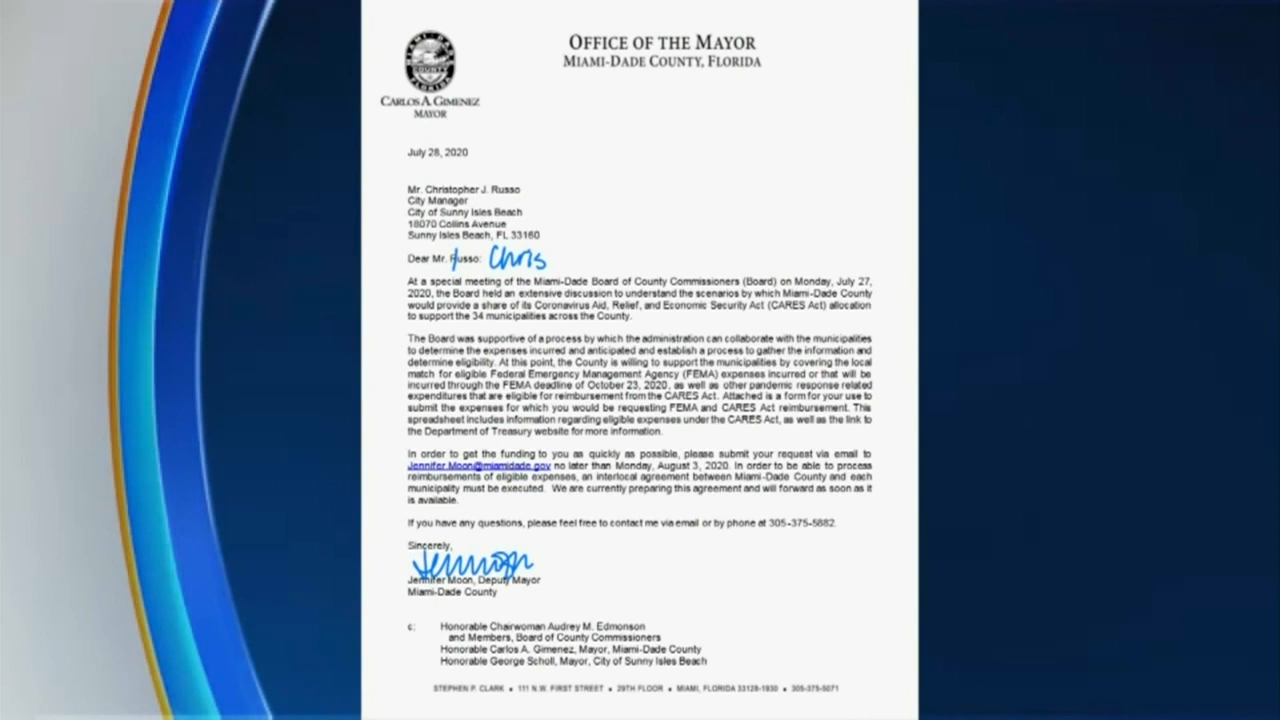 MIAMI-DADE
COUNTY
FLORIDA
CARLOS A. GIMENEZ
MAYOR
OFFICE OF THE MAYOR
MIAMI-DADE COUNTY, FLORIDA
July 28, 2020
Mr. Christopher J. Russo
City Manager
City of Sunny Isles Beach
18070 Collins Avenue
Sunny Isles Beach, FL 33160
Dear Mr. Russo: Chris
At a special meeting of the Miami-Dade Board of County Commissioners (Board) on Monday, July 27,
2020, the Board held an extensive discussion to understand the scenarios by which Miami-Dade County
would provide a share of its Coronavirus Aid, Relief, and Economic Security Act (CARES Act) allocation
to support the 34 municipalities across the County.
The Board was supportive of a process by which the administration can collaborate with the municipalities
to determine the expenses incurred and anticipated and establish a process to gather the information and
determine eligibility. At this point, the County is willing to support the municipalities by covering the local
match for eligible Federal Emergency Management Agency (FEMA) expenses incurred or that will be
incurred through the FEMA deadline of October 23, 2020, as well as other pandemic response related
expenditures that are eligible for reimbursement from the CARES Act. Attached is a form for your use to
submit the expenses for which you would be requesting FEMA and CARES Act reimbursement. This
spreadsheet includes information regarding eligible expenses under the CARES Act, as well as the link to
the Department of Treasury website for more information.
In order to get the funding to you as quickly as possible, please submit your request via email to
Jennifer.Moon@miamidade.gov no later than Monday, August 3, 2020. In order to be able to process
reimbursements of eligible expenses, an interlocal agreement between Miami-Dade County and each
municipality must be executed. We are currently preparing this agreement and will forward as soon as it
is available.
If you have any questions, please feel free to contact me via email or by phone at 305-375-5882.
Sincerely,
Jennifer
Jennifer Moon, Deputy Mayor
Miami-Dade County
c: Honorable Chairwoman Audrey M. Edmonson
and Members, Board of County Commissioners
Honorable Carlos A. Gimenez, Mayor, Miami-Dade County
Honorable George Scholl, Mayor, City of Sunny Isles Beach
STEPHEN P. CLARK ■ 111 N.W. FIRST STREET ■ 29TH FLOOR ■ MIAMI, FLORIDA 33128-1930 ■ 305-375-5071